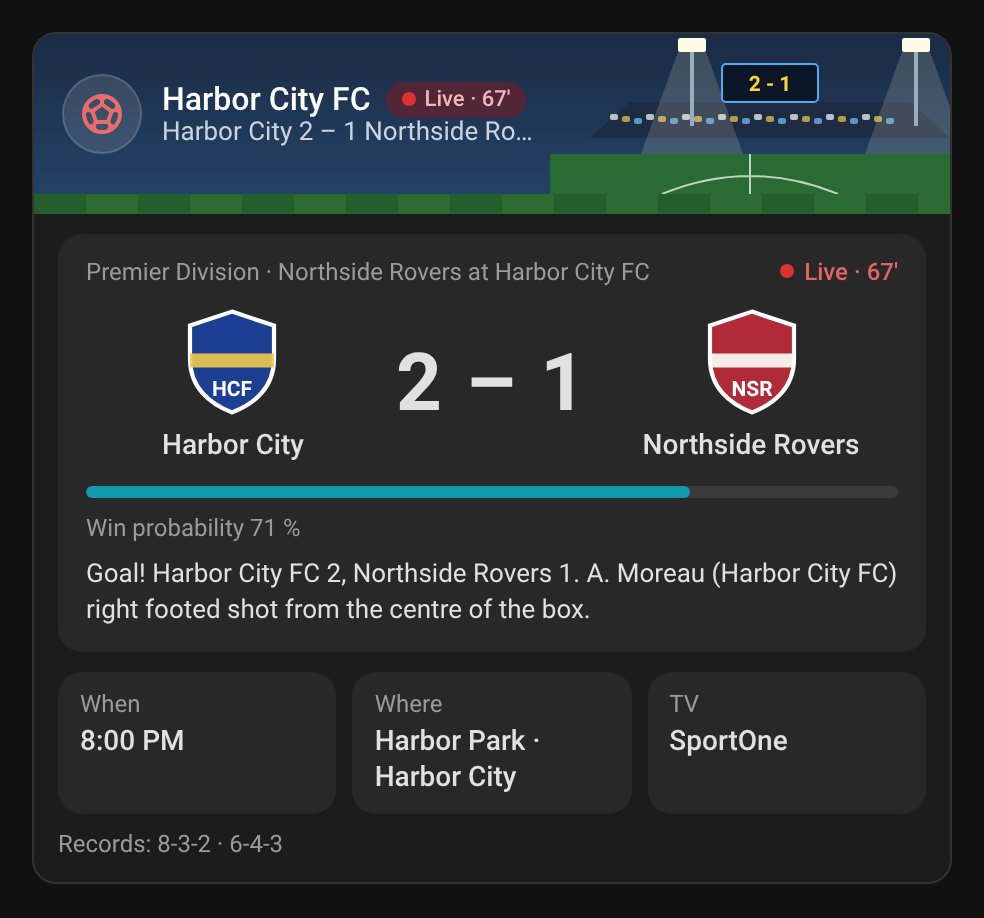 Harbor City FC
Live · 67'
Harbor City 2 – 1 Northside Ro…
2 - 1
Premier Division · Northside Rovers at Harbor City FC
Live · 67'
HCF
2 – 1
NSR
Harbor City
Northside Rovers
Win probability 71 %
Goal! Harbor City FC 2, Northside Rovers 1. A. Moreau (Harbor City FC)
right footed shot from the centre of the box.
When
8:00 PM
Where
Harbor Park ·
Harbor City
TV
SportOne
Records: 8-3-2 · 6-4-3